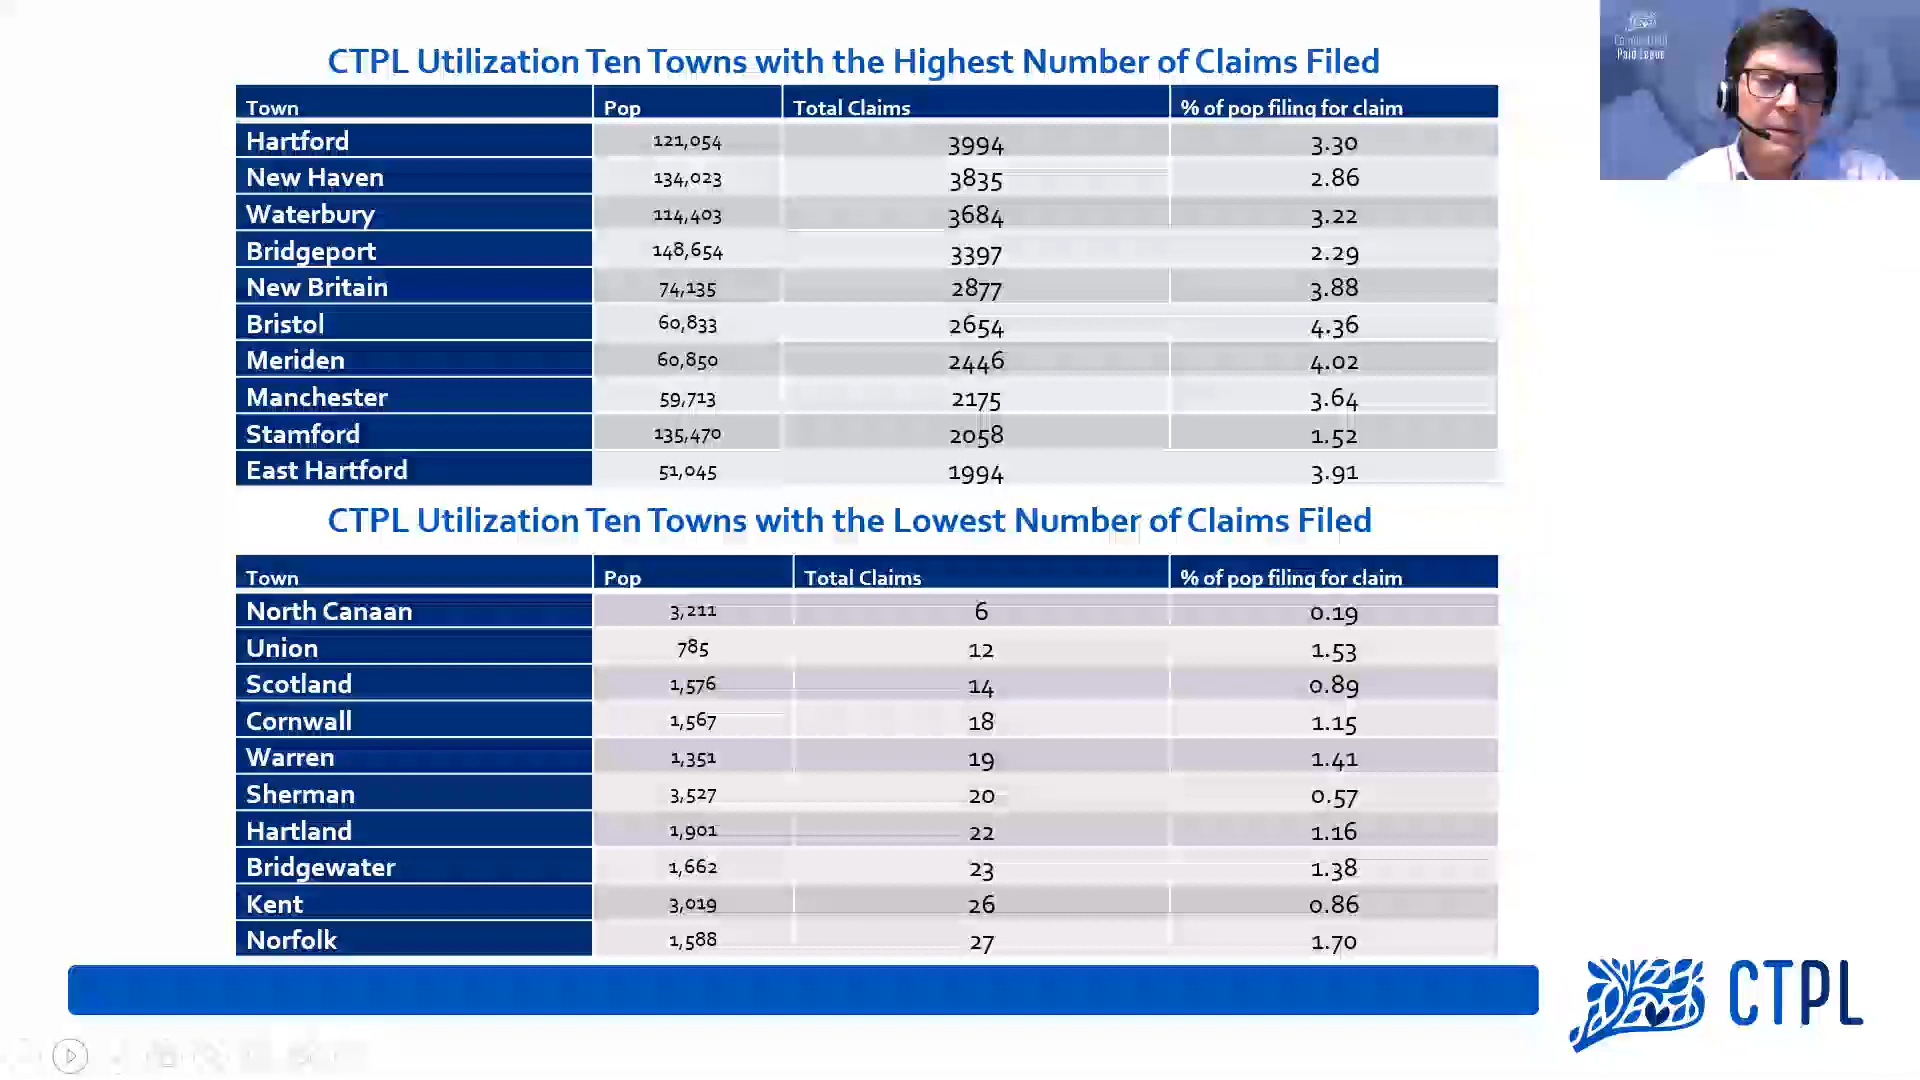 CTPL Utilization Ten Towns with the Highest Number of Claims Filed
Town Pop Total Claims % of pop filing for claim
Hartford 121,054 3994 3.30
New Haven 134,023 3835 2.86
Waterbury 114,403 3684 3.22
Bridgeport 148,654 3397 2.29
New Britain 74,135 2877 3.88
Bristol 60,833 2654 4.36
Meriden 60,850 2446 4.02
Manchester 59,713 2175 3.64
Stamford 135,470 2058 1.52
East Hartford 51,045 1994 3.91
CTPL Utilization Ten Towns with the Lowest Number of Claims Filed
Town Pop Total Claims % of pop filing for claim
North Canaan 3,211 6 0.19
Union 785 12 1.53
Scotland 1,576 14 0.89
Cornwall 1,567 18 1.15
Warren 1,351 19 1.41
Sherman 3,527 20 0.57
Hartland 1,901 22 1.16
Bridgewater 1,662 23 1.38
Kent 3,019 26 0.86
Norfolk 1,588 27 1.70
CTPL
Paid Leave